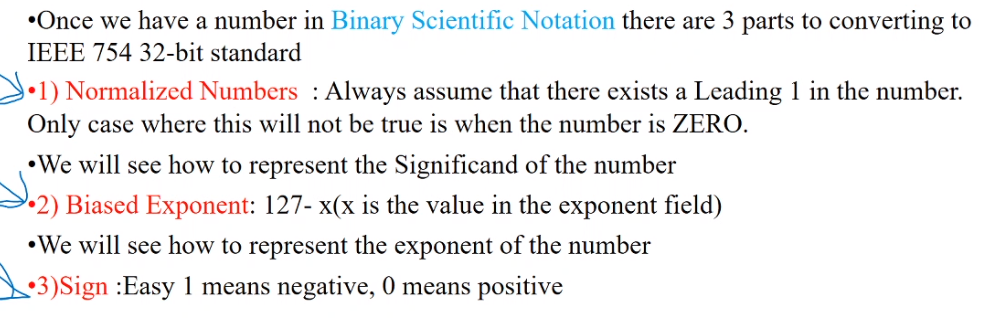 •Once we have a number in Binary Scientific Notation there are 3 parts to converting to
IEEE 754 32-bit standard
•1) Normalized Numbers : Always assume that there exists a Leading 1 in the number.
Only case where this will not be true is when the number is ZERO.
•We will see how to represent the Significand of the number
•2) Biased Exponent: 127- x(x is the value in the exponent field)
•We will see how to represent the exponent of the number
•3)Sign :Easy 1 means negative, 0 means positive